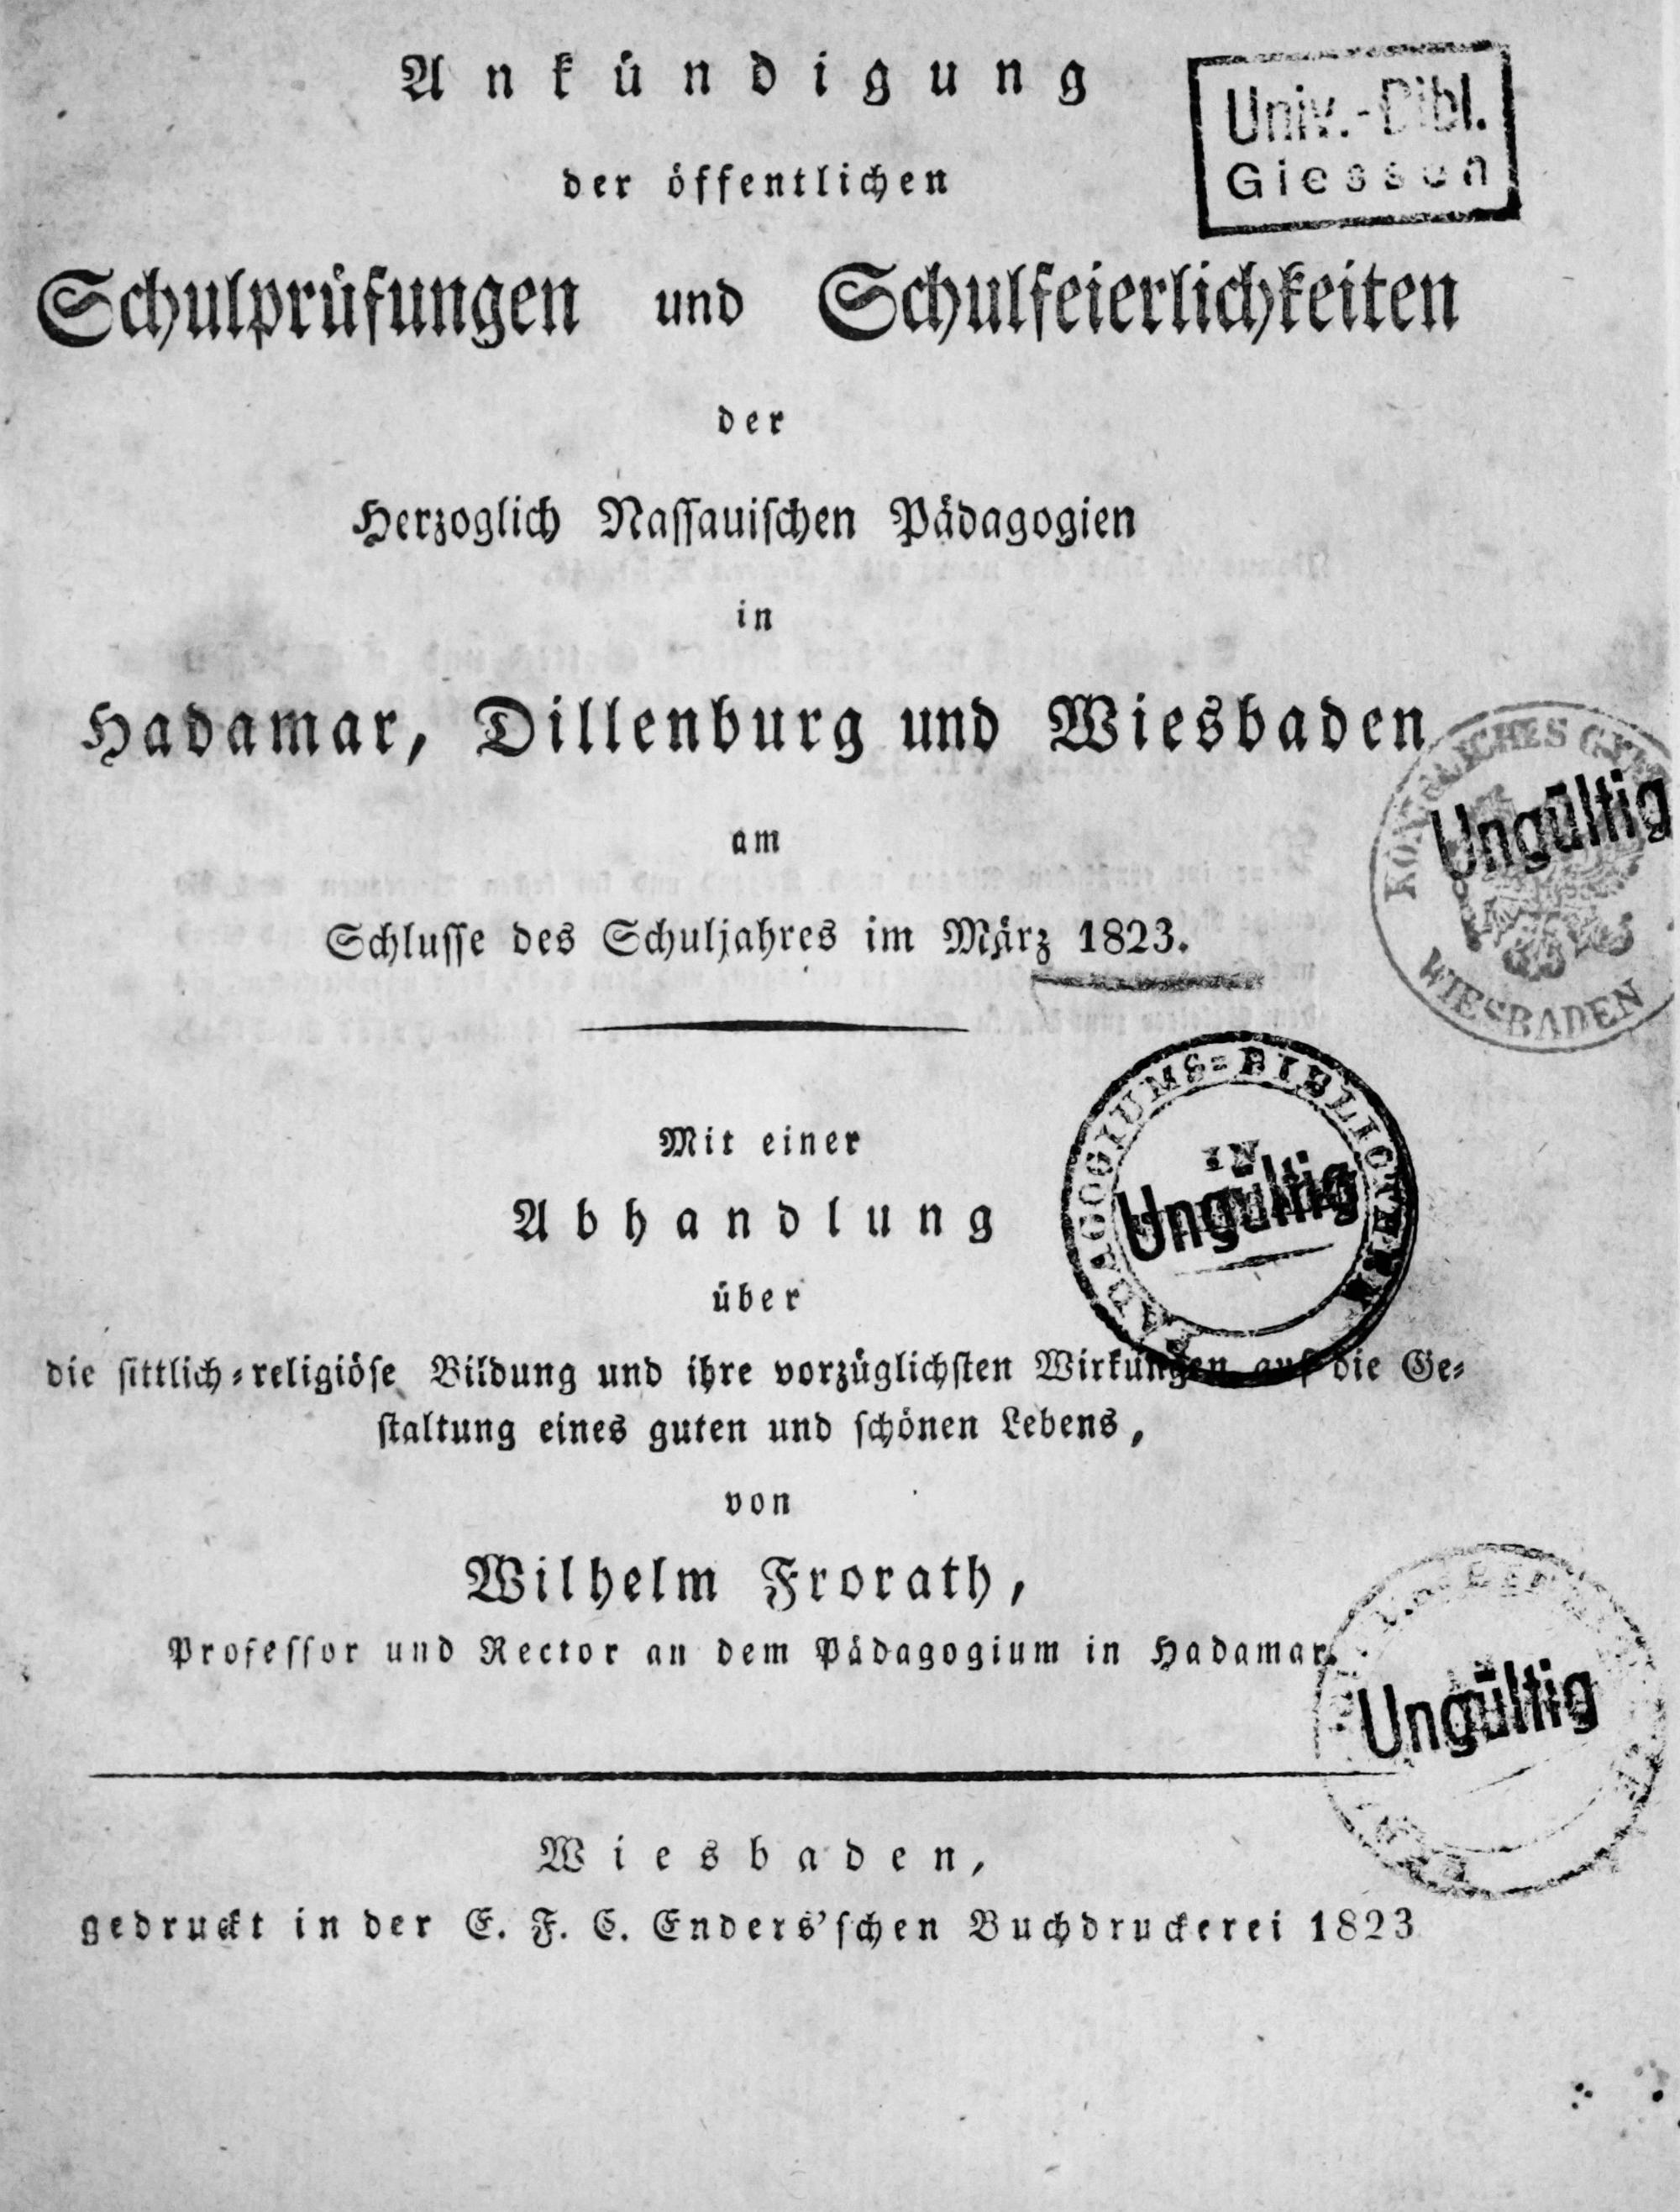 Ankündigung
Univ.-Bibl.
Giessen
der öffentlichen
Schulprüfungen und Schulfeierlichkeiten
der
Herzoglich Nassauischen Pädagogien
in
Hadamar, Dillenburg und Wiesbaden
am
Ungültig
WIESBADEN
Schlusse des Schuljahres im März 1823.
Mit einer
PADAGOGIUMS-BIBLIOTHEK
IN
Ungültig
Abhandlung
über
die sittlich-religiöse Bildung und ihre vorzüglichsten Wirkungen auf die Ge-
staltung eines guten und schönen Lebens,
von
Wilhelm Frorath,
Professor und Rector an dem Pädagogium in Hadamar.
Ungültig
Wiesbaden,
gedruckt in der E. F. C. Enders'schen Buchdruckerei 1823